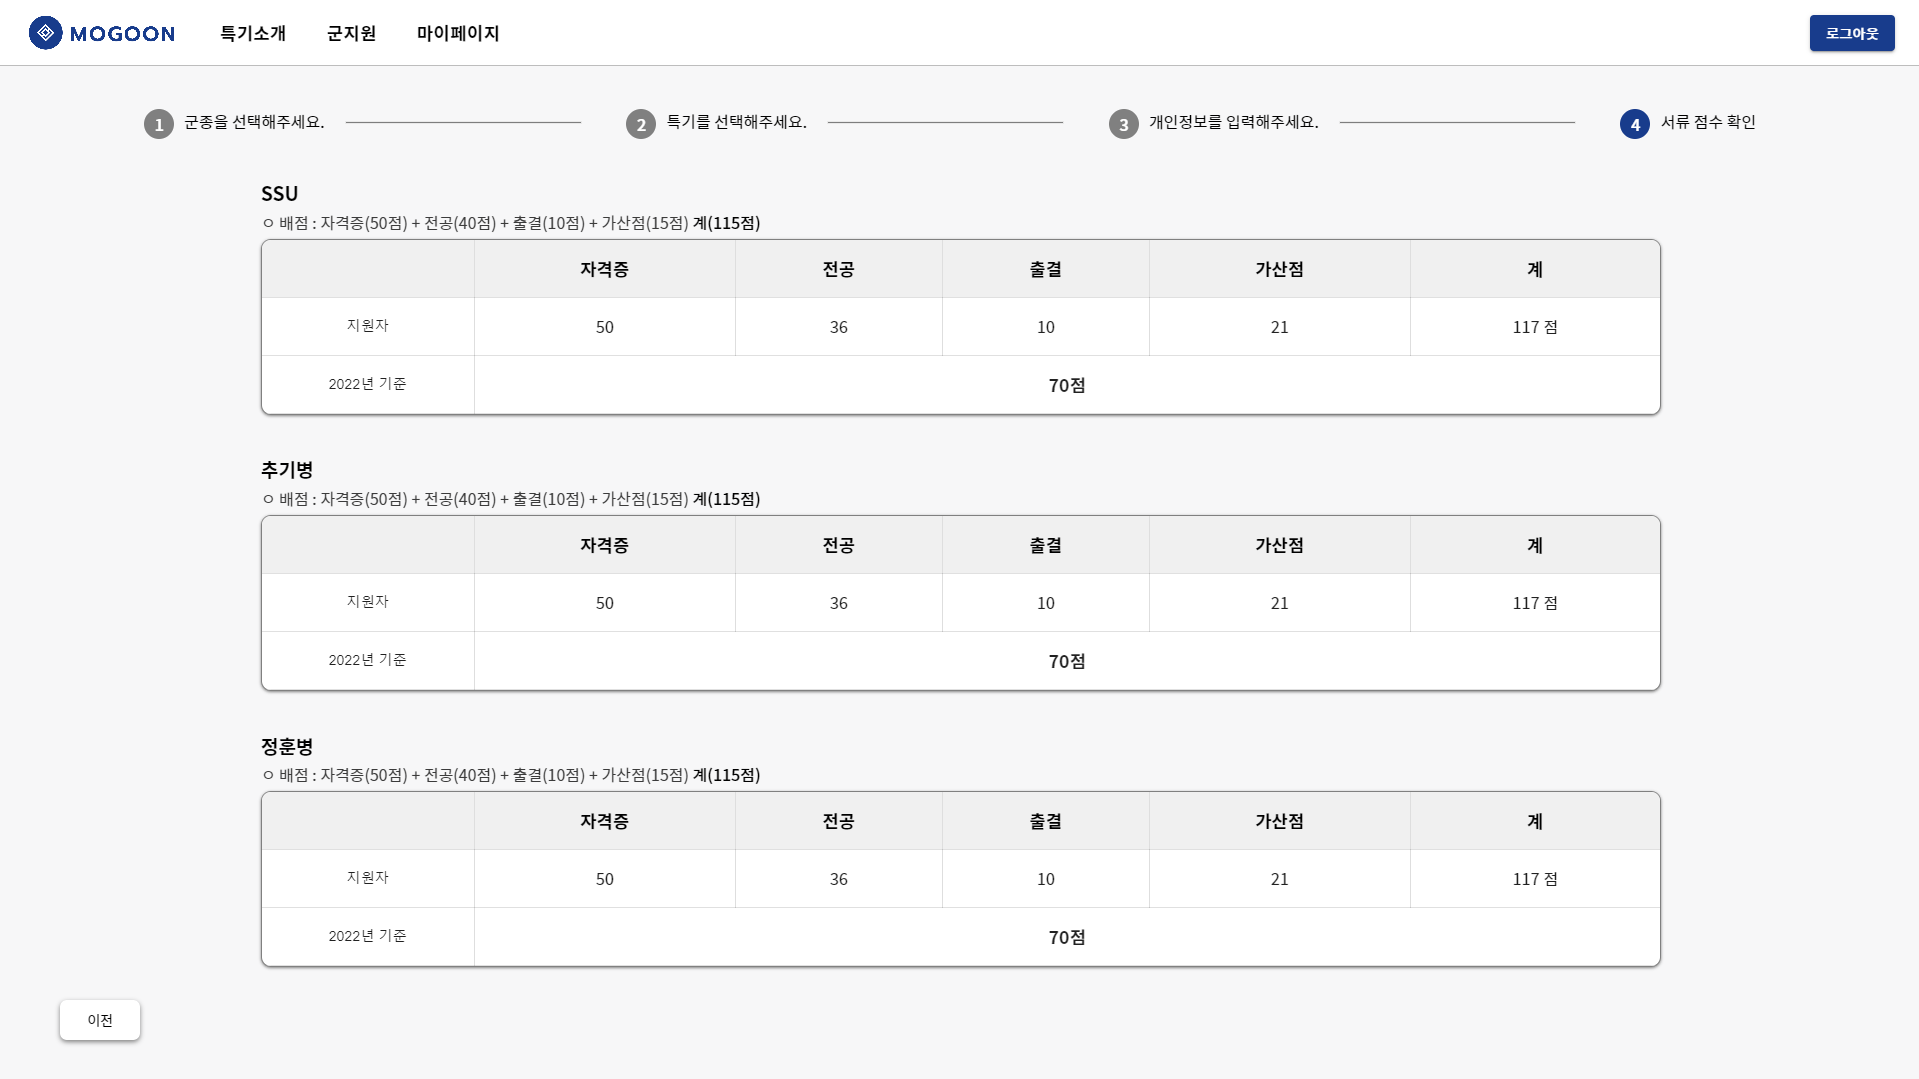 MOGOON 특기소개 군지원 마이페이지 로그아웃
1 군종을 선택해주세요. 2 특기를 선택해주세요. 3 개인정보를 입력해주세요. 4 서류 점수 확인
SSU
ㅇ 배점 : 자격증(50점) + 전공(40점) + 출결(10점) + 가산점(15점) 계(115점)
자격증 전공 출결 가산점 계
지원자 50 36 10 21 117 점
2022년 기준 70점
추기병
ㅇ 배점 : 자격증(50점) + 전공(40점) + 출결(10점) + 가산점(15점) 계(115점)
자격증 전공 출결 가산점 계
지원자 50 36 10 21 117 점
2022년 기준 70점
정훈병
ㅇ 배점 : 자격증(50점) + 전공(40점) + 출결(10점) + 가산점(15점) 계(115점)
자격증 전공 출결 가산점 계
지원자 50 36 10 21 117 점
2022년 기준 70점
이전